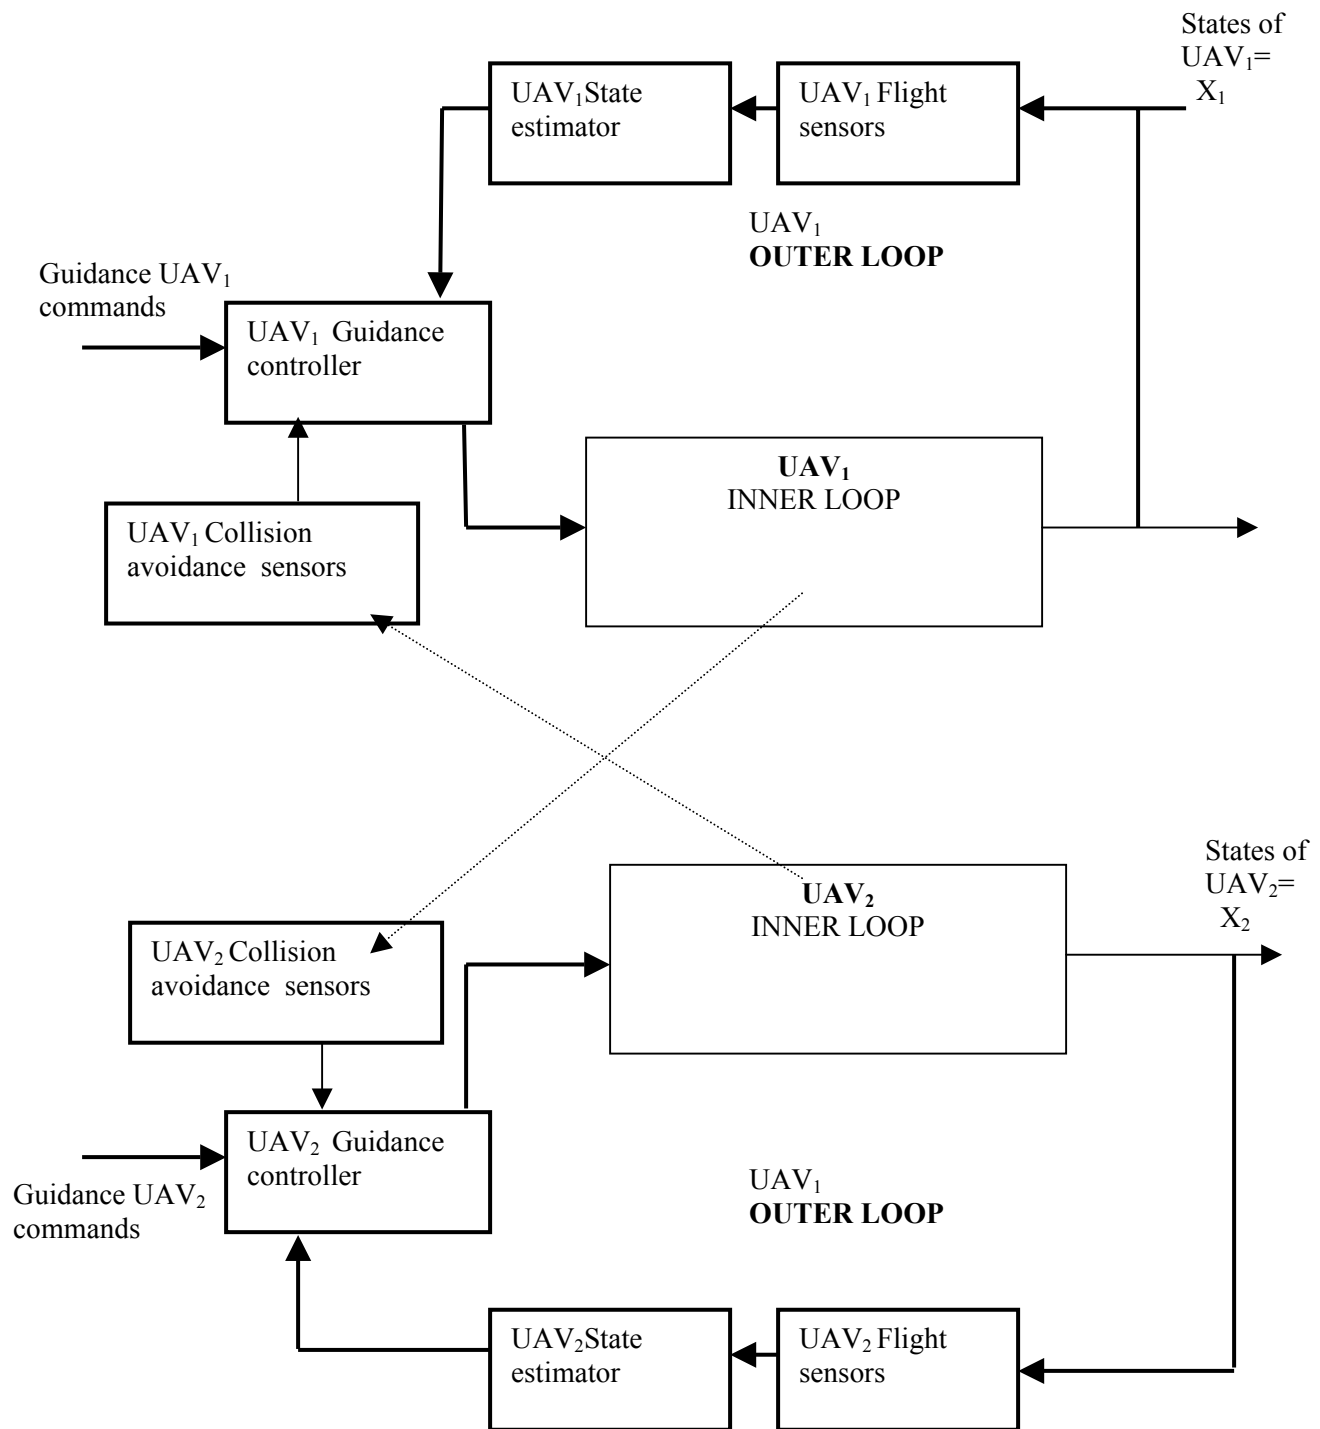 States of
UAV₁=
X₁
UAV₁State
estimator
UAV₁ Flight
sensors
UAV₁
OUTER LOOP
Guidance UAV₁
commands
UAV₁ Guidance
controller
UAV₁
INNER LOOP
UAV₁ Collision
avoidance sensors
States of
UAV₂=
X₂
UAV₂
INNER LOOP
UAV₂ Collision
avoidance sensors
UAV₂ Guidance
controller
Guidance UAV₂
commands
UAV₁
OUTER LOOP
UAV₂State
estimator
UAV₂ Flight
sensors